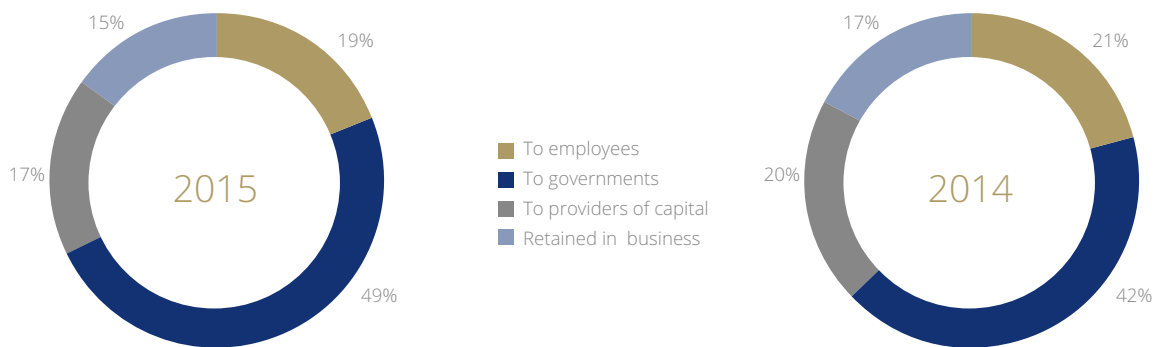 15%
19%
17%
2015
49%
To employees
To governments
To providers of capital
Retained in  business
17%
21%
20%
2014
42%